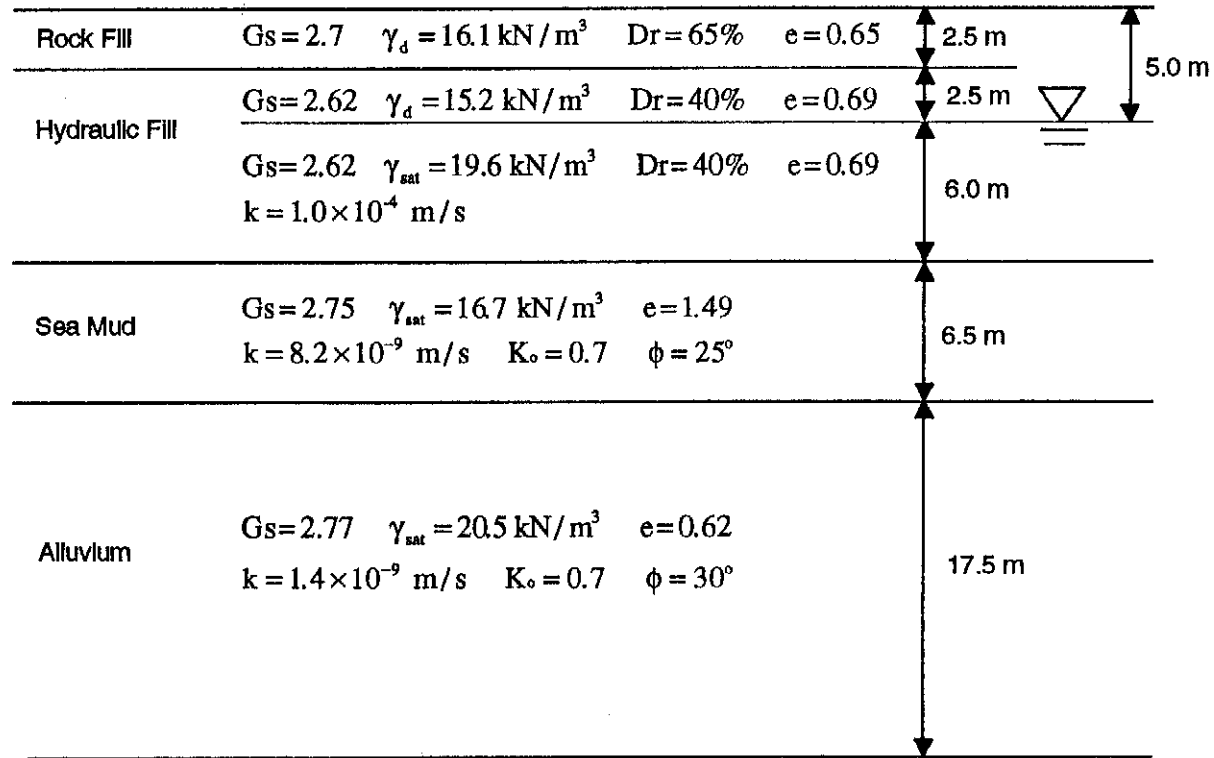 Rock Fill Gs = 2.7 γd = 16.1 kN / m³ Dr = 65% e = 0.65 2.5 m
5.0 m
Hydraulic Fill
Gs = 2.62 γd = 15.2 kN / m³ Dr = 40% e = 0.69 2.5 m
Gs = 2.62 γsat = 19.6 kN / m³ Dr = 40% e = 0.69
k = 1.0×10⁻⁴ m / s
6.0 m
Sea Mud
Gs = 2.75 γsat = 16.7 kN / m³ e = 1.49
k = 8.2×10⁻⁹ m / s Ko = 0.7 ϕ = 25°
6.5 m
Alluvium
Gs = 2.77 γsat = 20.5 kN / m³ e = 0.62
k = 1.4×10⁻⁹ m / s Ko = 0.7 ϕ = 30°
17.5 m